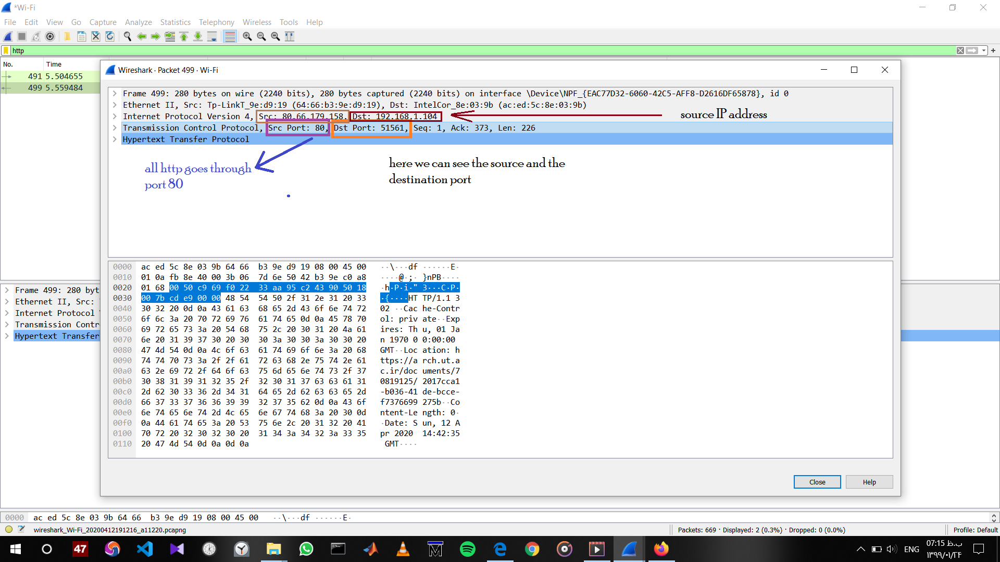 *Wi-Fi
File Edit View Go Capture Analyze Statistics Telephony Wireless Tools Help
http
No. Time
491 5.504655
499 5.559484
Wireshark · Packet 499 · Wi-Fi
Frame 499: 280 bytes on wire (2240 bits), 280 bytes captured (2240 bits) on interface \Device\NPF_{EAC77D32-6060-42C5-AFF8-D2616DF65878}, id 0
Ethernet II, Src: Tp-LinkT_9e:d9:19 (64:66:b3:9e:d9:19), Dst: IntelCor_8e:03:9b (ac:ed:5c:8e:03:9b)
Internet Protocol Version 4, Src: 80.66.179.158, Dst: 192.168.1.104
source IP address
Transmission Control Protocol, Src Port: 80, Dst Port: 51561, Seq: 1, Ack: 373, Len: 226
Hypertext Transfer Protocol
all http goes through
port 80
here we can see the source and the
destination port
0000 ac ed 5c 8e 03 9b 64 66 b3 9e d9 19 08 00 45 00 ··\···df ······E·
0010 01 0a fb 8e 40 00 3b 06 7d 6e 50 42 b3 9e c0 a8 ····@·;· }nPB····
0020 01 68 00 50 c9 69 f0 22 33 aa 95 c2 43 90 50 18 ·h·P·i·" 3···C·P·
0030 00 7b cd e9 00 00 48 54 54 50 2f 31 2e 31 20 33 ·{····HT TP/1.1 3
0040 30 32 20 0d 0a 43 61 63 68 65 2d 43 6f 6e 74 72 02 ··Cac he-Contr
0050 6f 6c 3a 20 70 72 69 76 61 74 65 0d 0a 45 78 70 ol: priv ate··Exp
0060 69 72 65 73 3a 20 54 68 75 2c 20 30 31 20 4a 61 ires: Th u, 01 Ja
0070 6e 20 31 39 37 30 20 30 30 3a 30 30 3a 30 30 20 n 1970 0 0:00:00
0080 47 4d 54 0d 0a 4c 6f 63 61 74 69 6f 6e 3a 20 68 GMT··Loc ation: h
0090 74 74 70 73 3a 2f 2f 61 72 63 68 2e 75 74 2e 61 ttps://a rch.ut.a
00a0 63 2e 69 72 2f 64 6f 63 75 6d 65 6e 74 73 2f 37 c.ir/doc uments/7
00b0 30 38 31 39 31 32 35 2f 32 30 31 37 63 63 61 31 0819125/ 2017cca1
00c0 2d 62 30 33 36 2d 34 31 64 65 2d 62 63 63 65 2d -b036-41 de-bcce-
00d0 66 37 33 37 36 36 39 39 32 37 35 62 0d 0a 43 6f f7376699 275b··Co
00e0 6e 74 65 6e 74 2d 4c 65 6e 67 74 68 3a 20 30 0d ntent-Le ngth: 0·
00f0 0a 44 61 74 65 3a 20 53 75 6e 2c 20 31 32 20 41 ·Date: S un, 12 A
0100 70 72 20 32 30 32 30 20 31 34 3a 34 32 3a 33 35 pr 2020 14:42:35
0110 20 47 4d 54 0d 0a 0d 0a GMT····
Close Help
Frame 499: 280 byt
Ethernet II, Src:
Internet Protocol
Transmission Contro
Hypertext Transfer
0000 ac ed 5c 8e 03 9b 64 66 b3 9e d9 19 08 00 45 00 ··\···df ······E·
wireshark_Wi-Fi_20200412191216_a11220.pcapng
Packets: 669 · Displayed: 2 (0.3%) · Dropped: 0 (0.0%)
Profile: Default
47
M
ENG
07:15 ب.ظ
۱۳۹۹/۰۱/۲۴